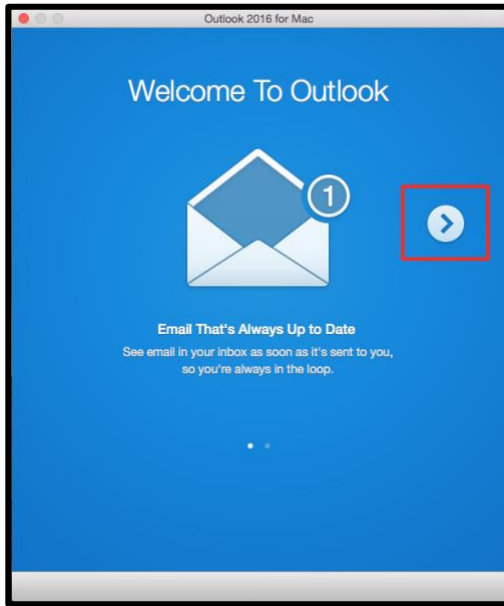 Outlook 2016 for Mac
Welcome To Outlook
1
Email That's Always Up to Date
See email in your inbox as soon as it's sent to you,
so you're always in the loop.